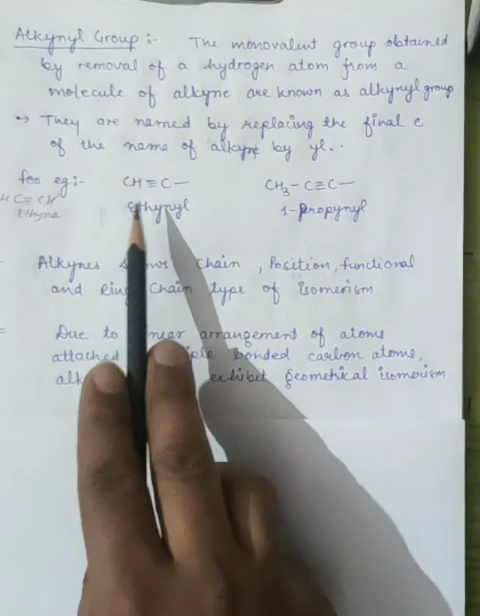 Alkynyl Group :- The monovalent group obtained
by removal of a hydrogen atom from a
molecule of alkyne are known as alkynyl group
→ They are named by replacing the final e
of the name of alkyne by yl..
foo eg:- CH≡C— CH₃-C≡C—
H C≡CH
Ethyne
Ethynyl 1-Propynyl
Alkynes Chain, Position, functional
and Ring Chain type of isomerism.
Due to linear arrangement of atoms
attached bonded carbon atoms,
exhibit geometrical isomerism